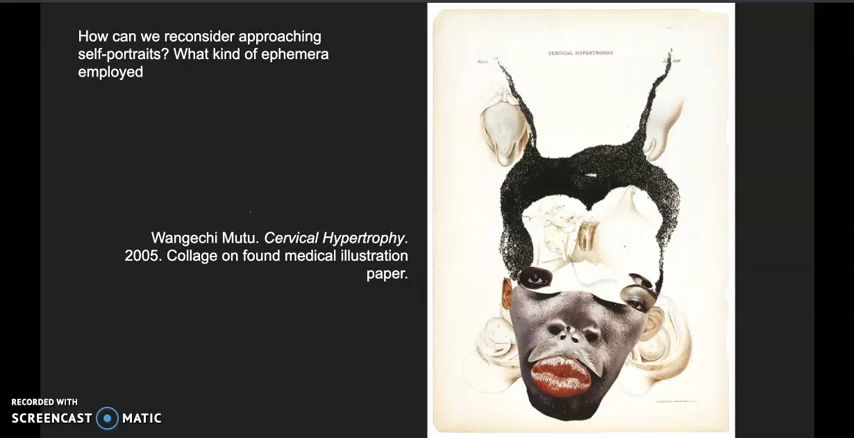 How can we reconsider approaching
self-portraits? What kind of ephemera
employed
CERVICAL HYPERTROPHY.
Wangechi Mutu. Cervical Hypertrophy.
2005. Collage on found medical illustration
paper.
RECORDED WITH
SCREENCAST MATIC